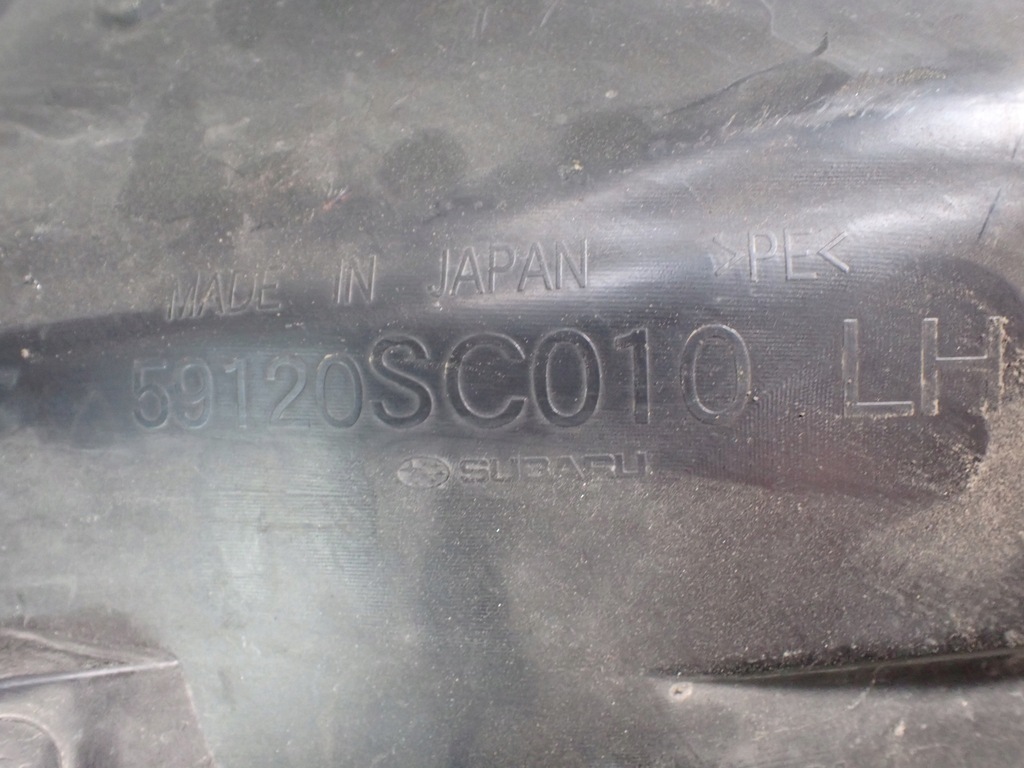 MADE IN JAPAN >PE<
59120SC010 LH
SUBARU